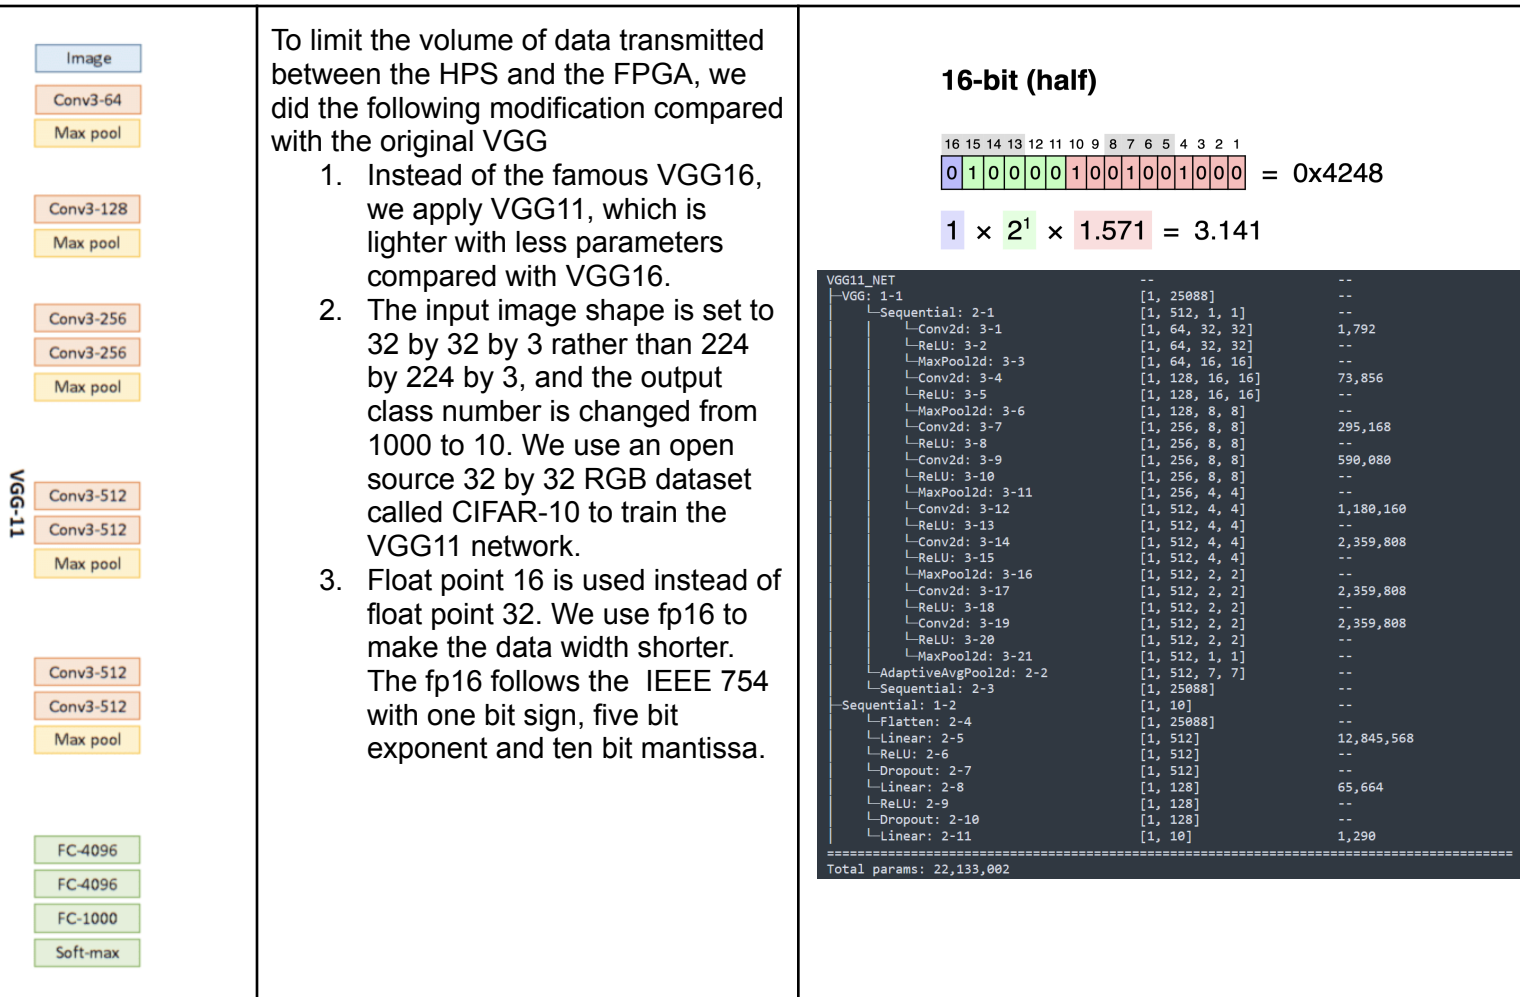 Image
Conv3-64
Max pool
Conv3-128
Max pool
Conv3-256
Conv3-256
Max pool
VGG-11
Conv3-512
Conv3-512
Max pool
Conv3-512
Conv3-512
Max pool
FC-4096
FC-4096
FC-1000
Soft-max
To limit the volume of data transmitted
between the HPS and the FPGA, we
did the following modification compared
with the original VGG
1. Instead of the famous VGG16,
we apply VGG11, which is
lighter with less parameters
compared with VGG16.
2. The input image shape is set to
32 by 32 by 3 rather than 224
by 224 by 3, and the output
class number is changed from
1000 to 10. We use an open
source 32 by 32 RGB dataset
called CIFAR-10 to train the
VGG11 network.
3. Float point 16 is used instead of
float point 32. We use fp16 to
make the data width shorter.
The fp16 follows the IEEE 754
with one bit sign, five bit
exponent and ten bit mantissa.
16-bit (half)
16 15 14 13 12 11 10 9 8 7 6 5 4 3 2 1
0 1 0 0 0 0 1 0 0 1 0 0 1 0 0 0 = 0x4248
1 × 2¹ × 1.571 = 3.141
VGG11_NET -- --
├─VGG: 1-1 [1, 25088] --
│ └─Sequential: 2-1 [1, 512, 1, 1] --
│ │ └─Conv2d: 3-1 [1, 64, 32, 32] 1,792
│ │ └─ReLU: 3-2 [1, 64, 32, 32] --
│ │ └─MaxPool2d: 3-3 [1, 64, 16, 16] --
│ │ └─Conv2d: 3-4 [1, 128, 16, 16] 73,856
│ │ └─ReLU: 3-5 [1, 128, 16, 16] --
│ │ └─MaxPool2d: 3-6 [1, 128, 8, 8] --
│ │ └─Conv2d: 3-7 [1, 256, 8, 8] 295,168
│ │ └─ReLU: 3-8 [1, 256, 8, 8] --
│ │ └─Conv2d: 3-9 [1, 256, 8, 8] 590,080
│ │ └─ReLU: 3-10 [1, 256, 8, 8] --
│ │ └─MaxPool2d: 3-11 [1, 256, 4, 4] --
│ │ └─Conv2d: 3-12 [1, 512, 4, 4] 1,180,160
│ │ └─ReLU: 3-13 [1, 512, 4, 4] --
│ │ └─Conv2d: 3-14 [1, 512, 4, 4] 2,359,808
│ │ └─ReLU: 3-15 [1, 512, 4, 4] --
│ │ └─MaxPool2d: 3-16 [1, 512, 2, 2] --
│ │ └─Conv2d: 3-17 [1, 512, 2, 2] 2,359,808
│ │ └─ReLU: 3-18 [1, 512, 2, 2] --
│ │ └─Conv2d: 3-19 [1, 512, 2, 2] 2,359,808
│ │ └─ReLU: 3-20 [1, 512, 2, 2] --
│ │ └─MaxPool2d: 3-21 [1, 512, 1, 1] --
│ └─AdaptiveAvgPool2d: 2-2 [1, 512, 7, 7] --
│ └─Sequential: 2-3 [1, 25088] --
├─Sequential: 1-2 [1, 10] --
│ └─Flatten: 2-4 [1, 25088] --
│ └─Linear: 2-5 [1, 512] 12,845,568
│ └─ReLU: 2-6 [1, 512] --
│ └─Dropout: 2-7 [1, 512] --
│ └─Linear: 2-8 [1, 128] 65,664
│ └─ReLU: 2-9 [1, 128] --
│ └─Dropout: 2-10 [1, 128] --
│ └─Linear: 2-11 [1, 10] 1,290
==========================================================================================
Total params: 22,133,002